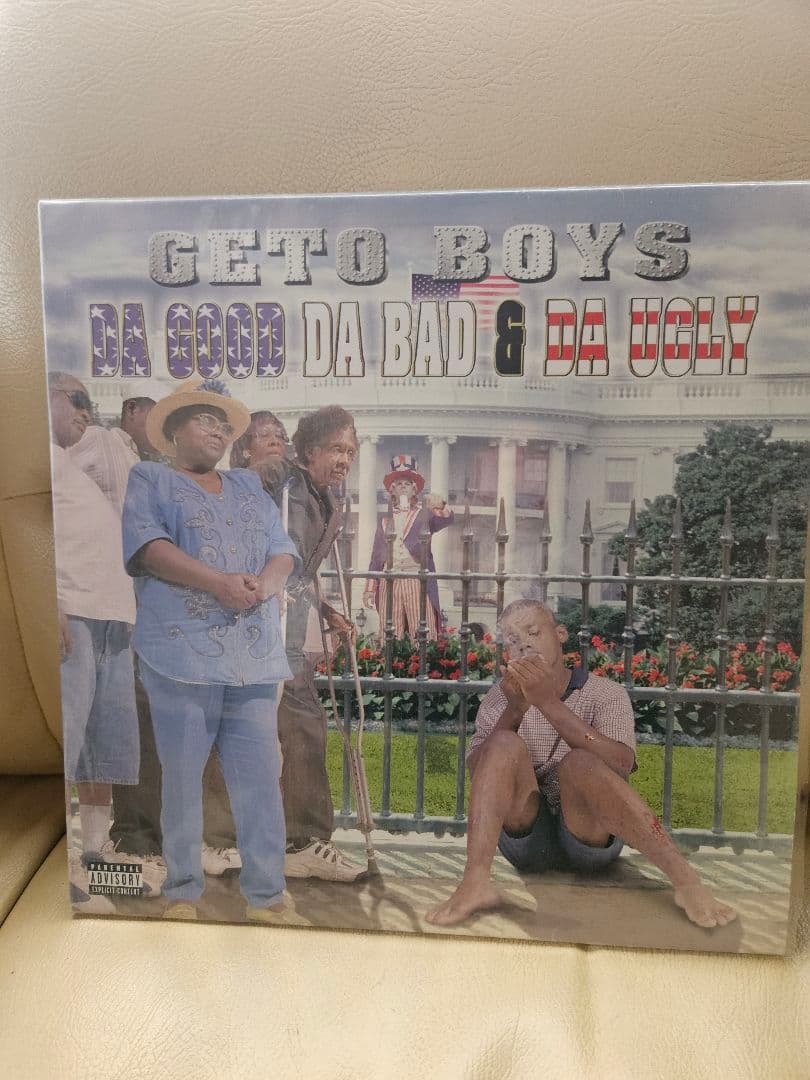 GETO BOYS
DA GOOD DA BAD & DA UGLY
PARENTAL
ADVISORY
EXPLICIT CONTENT